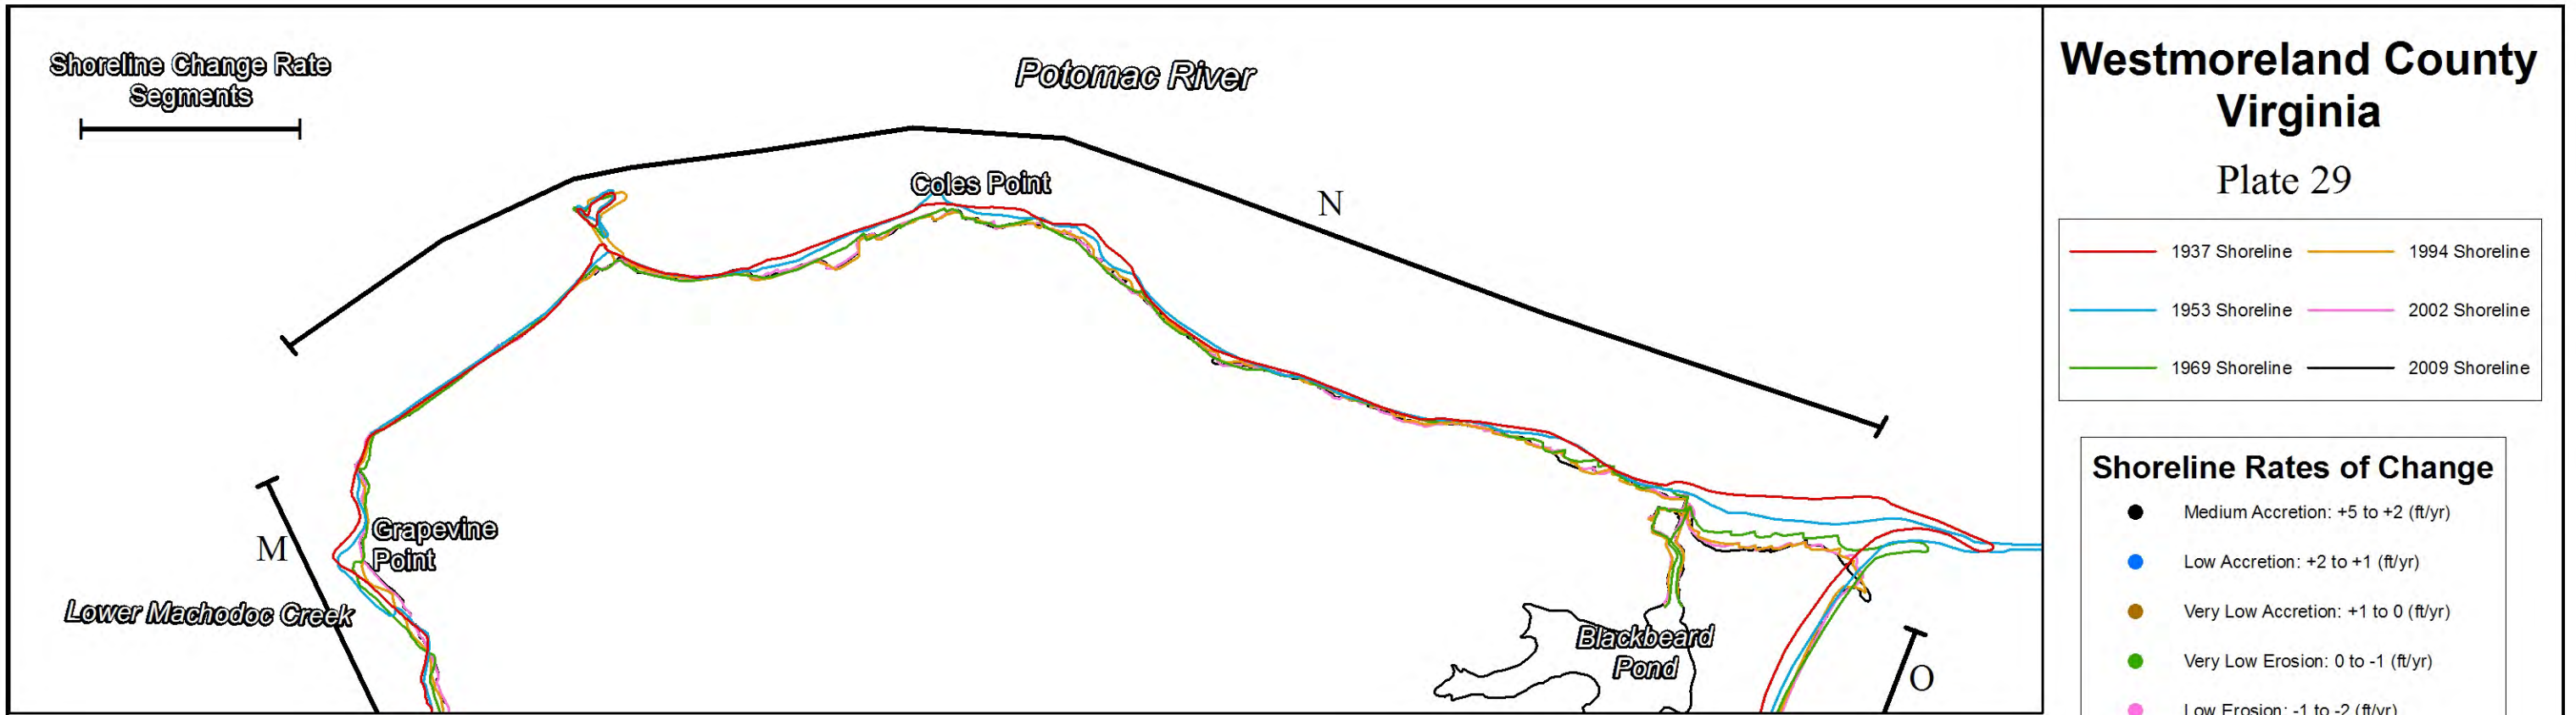 Shoreline Change Rate
Segments
Potomac River
Coles Point
N
Grapevine
Point
M
Lower Machodoc Creek
Blackbeard
Pond
O
Westmoreland County
Virginia
Plate 29
1937 Shoreline
1994 Shoreline
1953 Shoreline
2002 Shoreline
1969 Shoreline
2009 Shoreline
Shoreline Rates of Change
Medium Accretion: +5 to +2 (ft/yr)
Low Accretion: +2 to +1 (ft/yr)
Very Low Accretion: +1 to 0 (ft/yr)
Very Low Erosion: 0 to -1 (ft/yr)
Low Erosion: -1 to -2 (ft/yr)